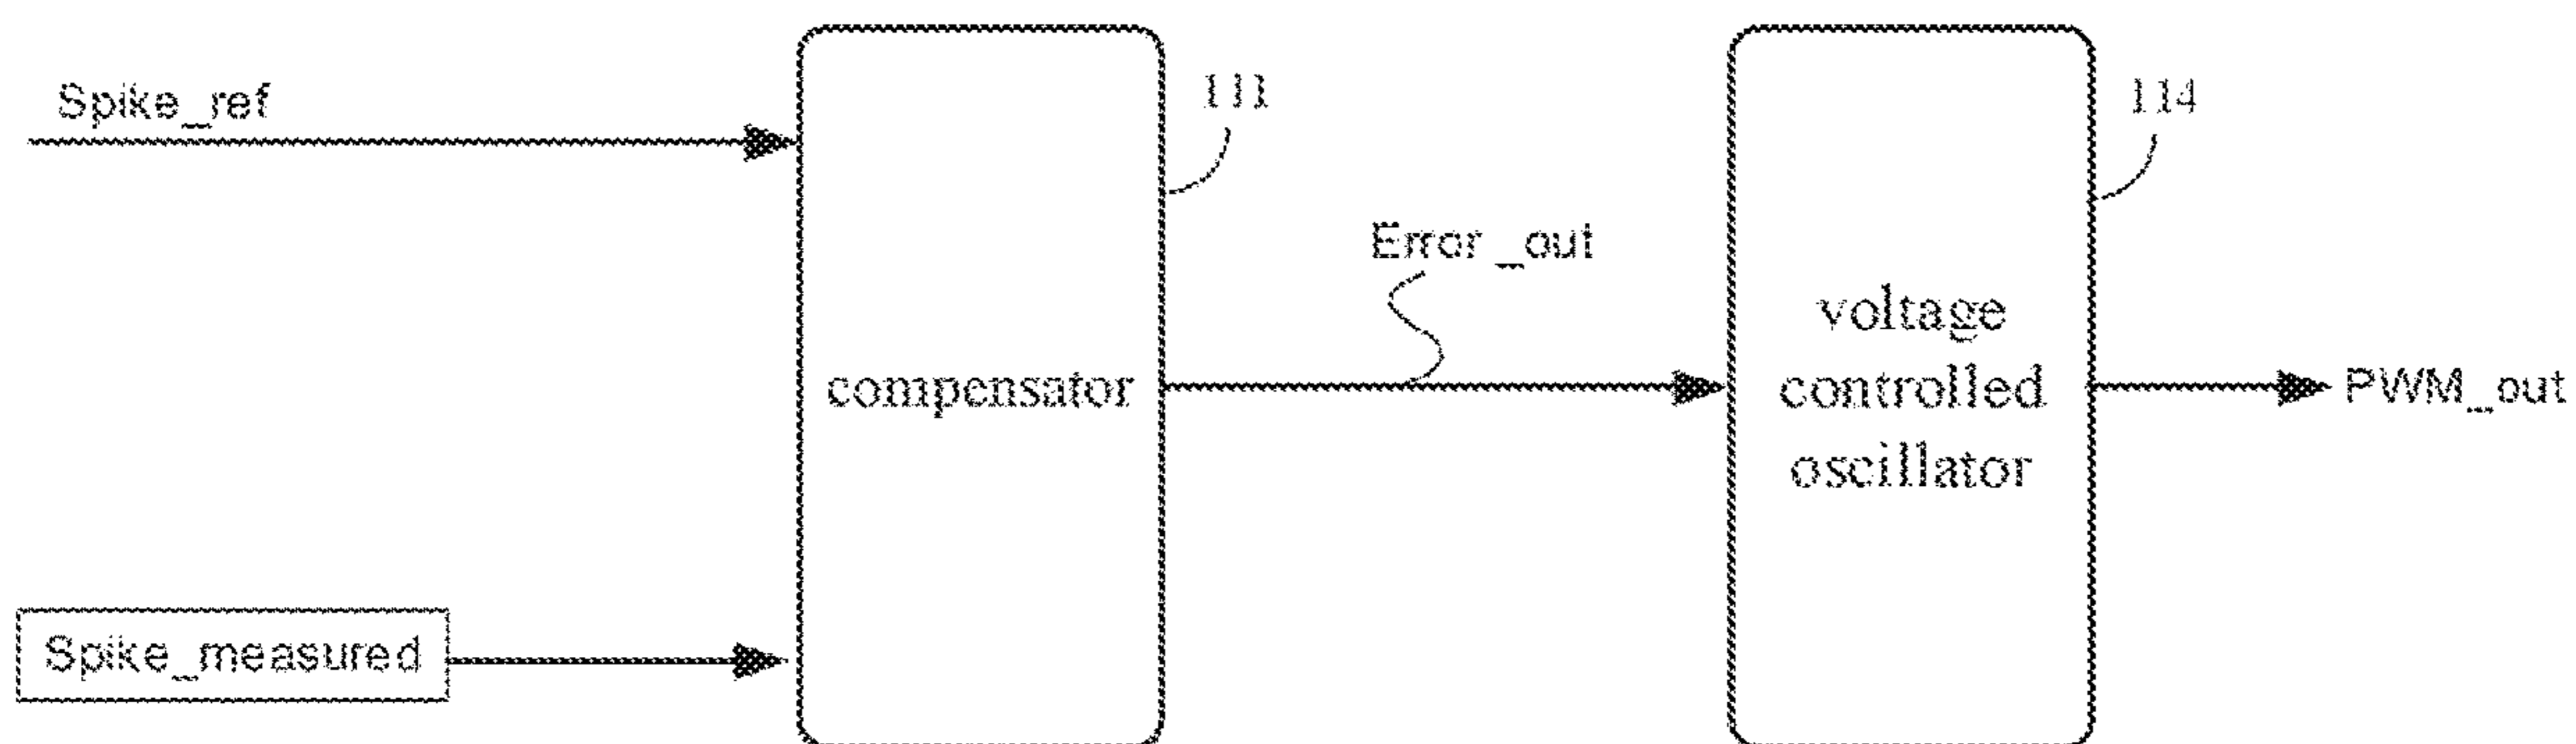 Spike_ref
111
114
Error_out
compensator
voltage
controlled
oscillator
PWM_out
Spike_measured